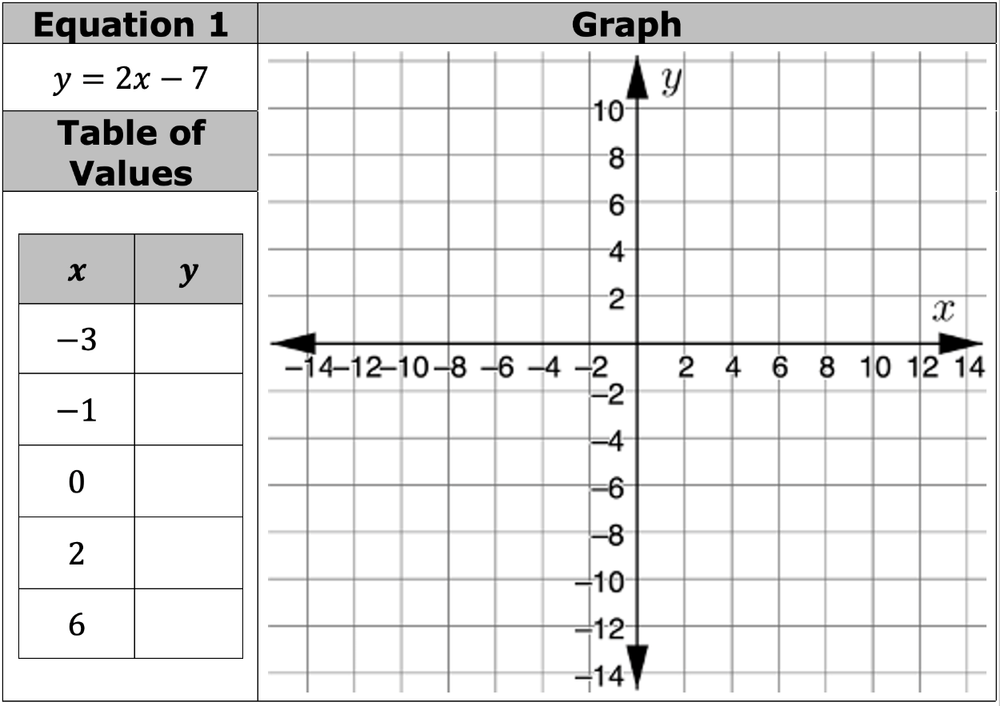 Equation 1
Graph
y = 2x − 7
Table of
Values
x y
−3
−1
0
2
6
y
10
8
6
4
2
x
−14 −12 −10 −8 −6 −4 −2 2 4 6 8 10 12 14
−2
−4
−6
−8
−10
−12
−14